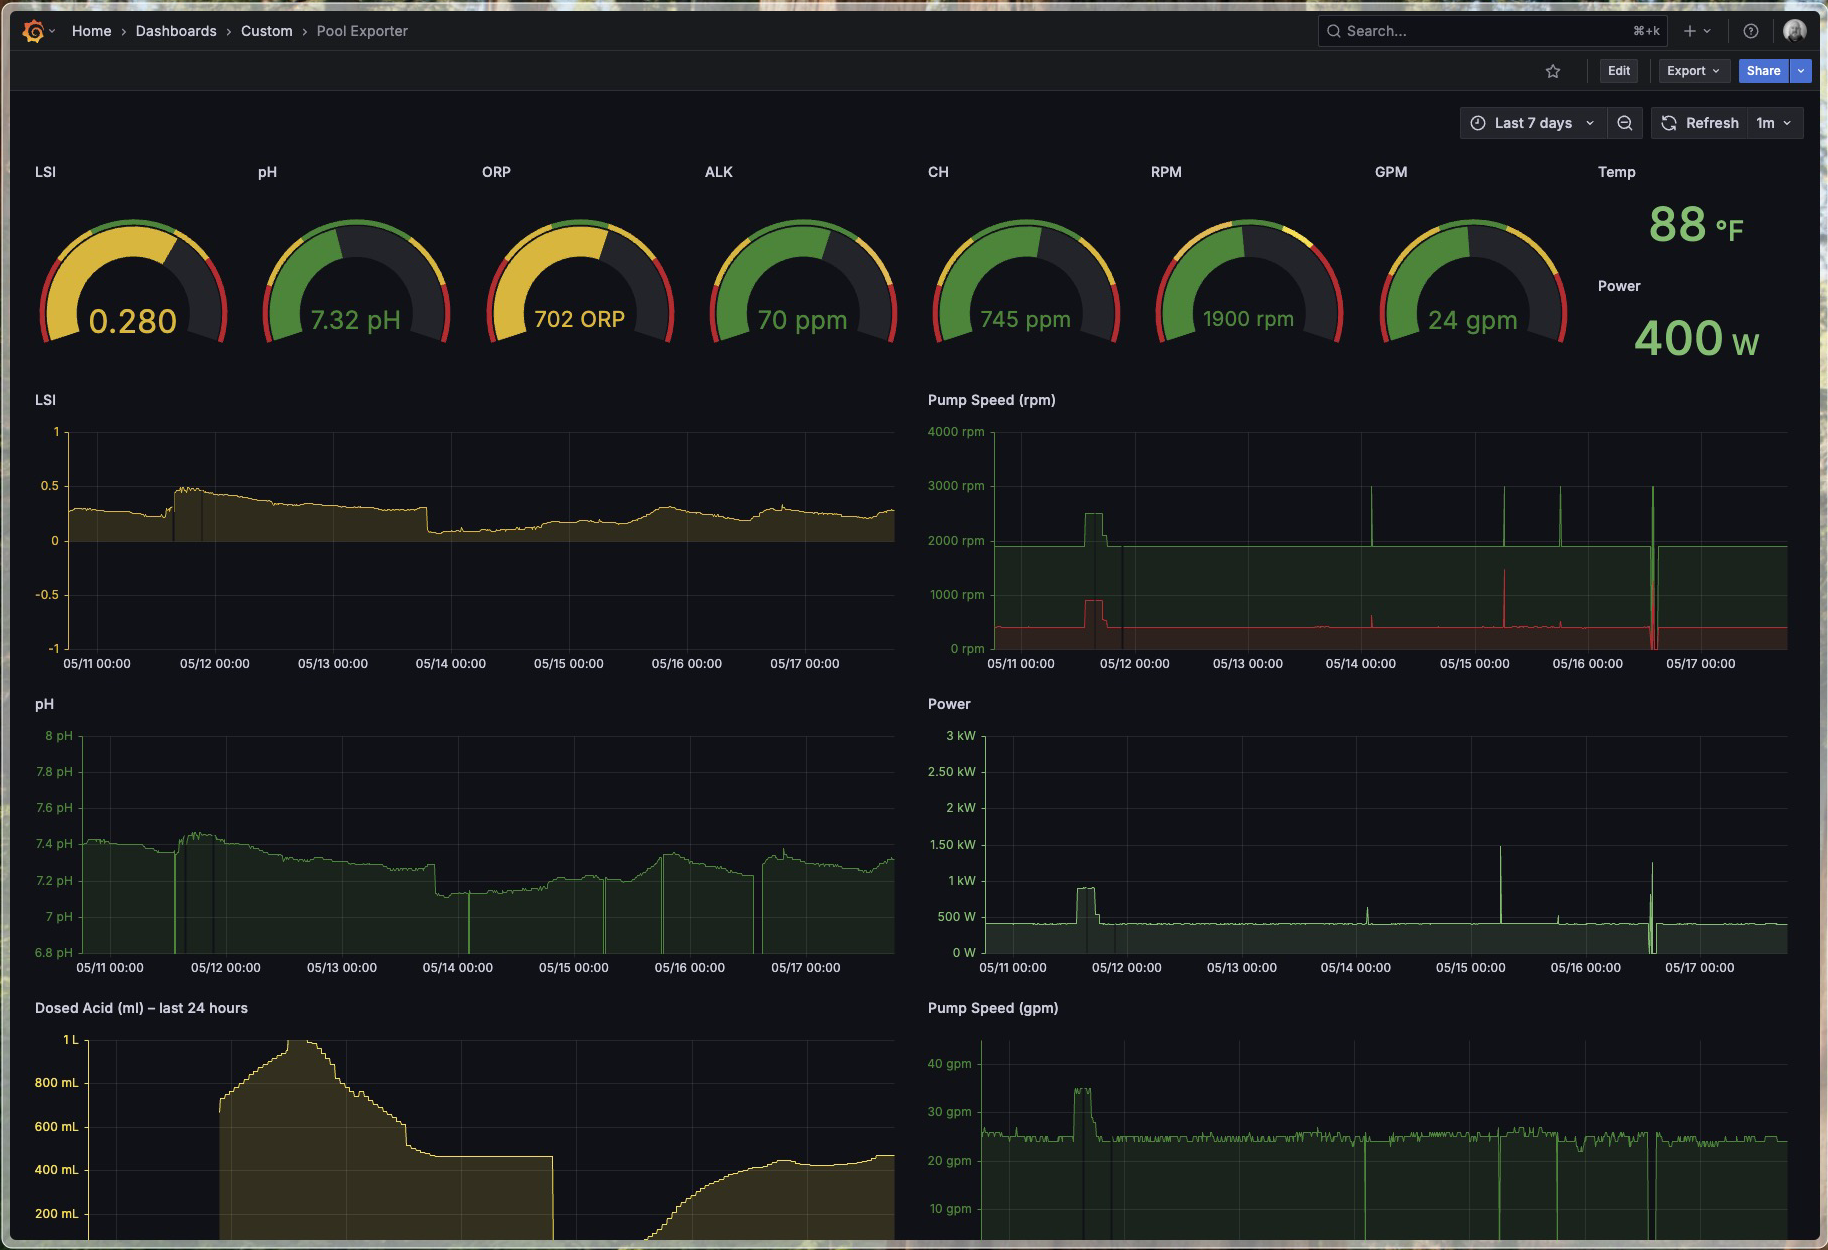 Home › Dashboards › Custom › Pool Exporter
Search... ⌘+k
Edit Export Share
Last 7 days Refresh 1m
LSI pH ORP ALK CH RPM GPM Temp
88 °F
Power
0.280 7.32 pH 702 ORP 70 ppm 745 ppm 1900 rpm 24 gpm
400 W
LSI
1
0.5
0
-0.5
-1
05/11 00:00 05/12 00:00 05/13 00:00 05/14 00:00 05/15 00:00 05/16 00:00 05/17 00:00
Pump Speed (rpm)
4000 rpm
3000 rpm
2000 rpm
1000 rpm
0 rpm
05/11 00:00 05/12 00:00 05/13 00:00 05/14 00:00 05/15 00:00 05/16 00:00 05/17 00:00
pH
8 pH
7.8 pH
7.6 pH
7.4 pH
7.2 pH
7 pH
6.8 pH
05/11 00:00 05/12 00:00 05/13 00:00 05/14 00:00 05/15 00:00 05/16 00:00 05/17 00:00
Power
3 kW
2.50 kW
2 kW
1.50 kW
1 kW
500 W
0 W
05/11 00:00 05/12 00:00 05/13 00:00 05/14 00:00 05/15 00:00 05/16 00:00 05/17 00:00
Dosed Acid (ml) – last 24 hours
1 L
800 mL
600 mL
400 mL
200 mL
Pump Speed (gpm)
40 gpm
30 gpm
20 gpm
10 gpm